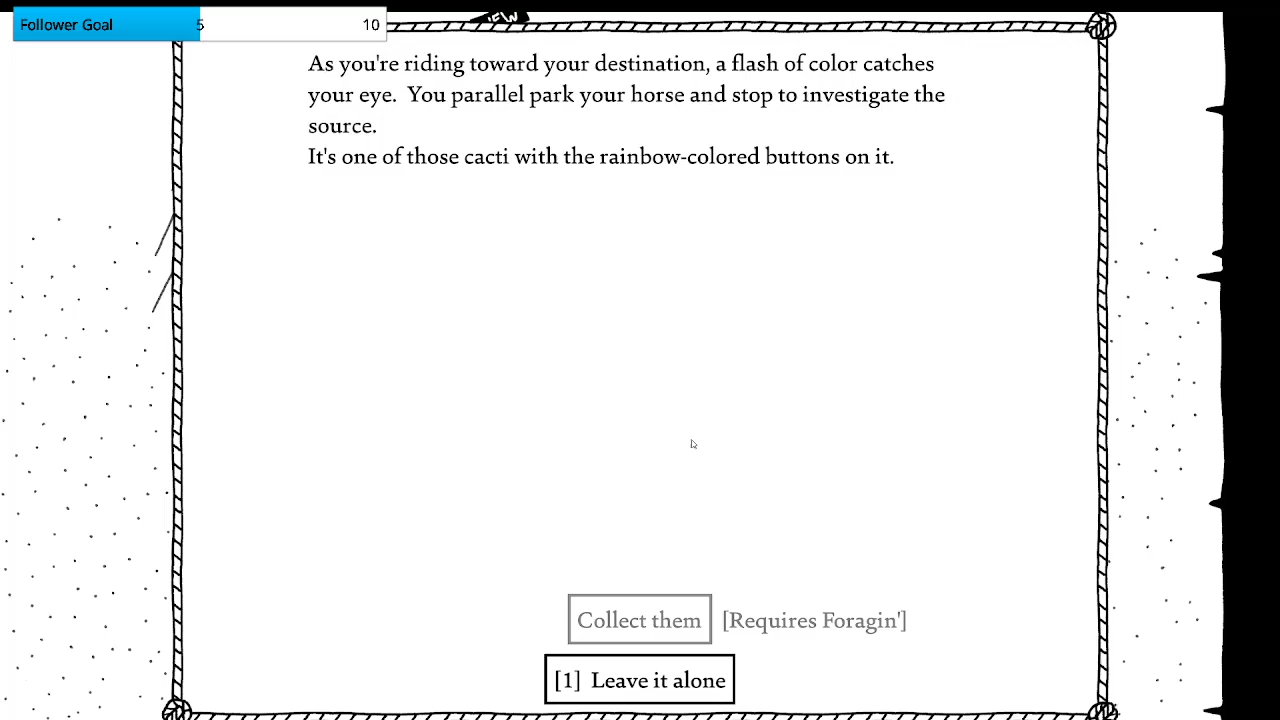 Follower Goal 5 10
As you're riding toward your destination, a flash of color catches
your eye.  You parallel park your horse and stop to investigate the
source.
It's one of those cacti with the rainbow-colored buttons on it.
Collect them [Requires Foragin']
[1] Leave it alone